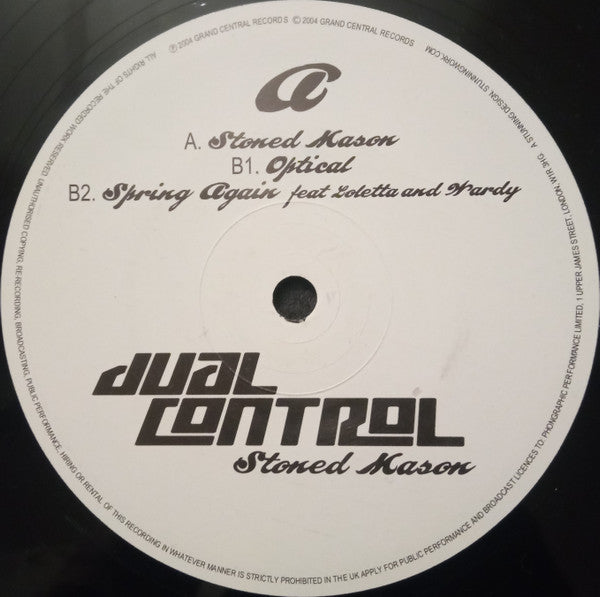 a
A. Stoned Mason
B1. Optical
B2. Spring Again feat Loletta and Wardy
DUAL
CONTROL
Stoned Mason
ALL RIGHTS OF THE RECORDED WORK RESERVED. UNAUTHORISED COPYING, RE-RECORDING, BROADCASTING, PUBLIC PERFORMANCE, HIRING OR RENTAL OF THIS RECORDING IN WHATEVER MANNER IS STRICTLY PROHIBITED IN THE UK APPLY FOR PUBLIC PERFORMANCE AND BROADCAST LICENCES TO: PHONGRAPHIC PERFORMANCE LIMITED, 1 UPPER JAMES STREET, LONDON, W1R 3HG. A STUNNING DESIGN. STUNNINGWORK.COM
℗ 2004 GRAND CENTRAL RECORDS © 2004 GRAND CENTRAL RECORDS